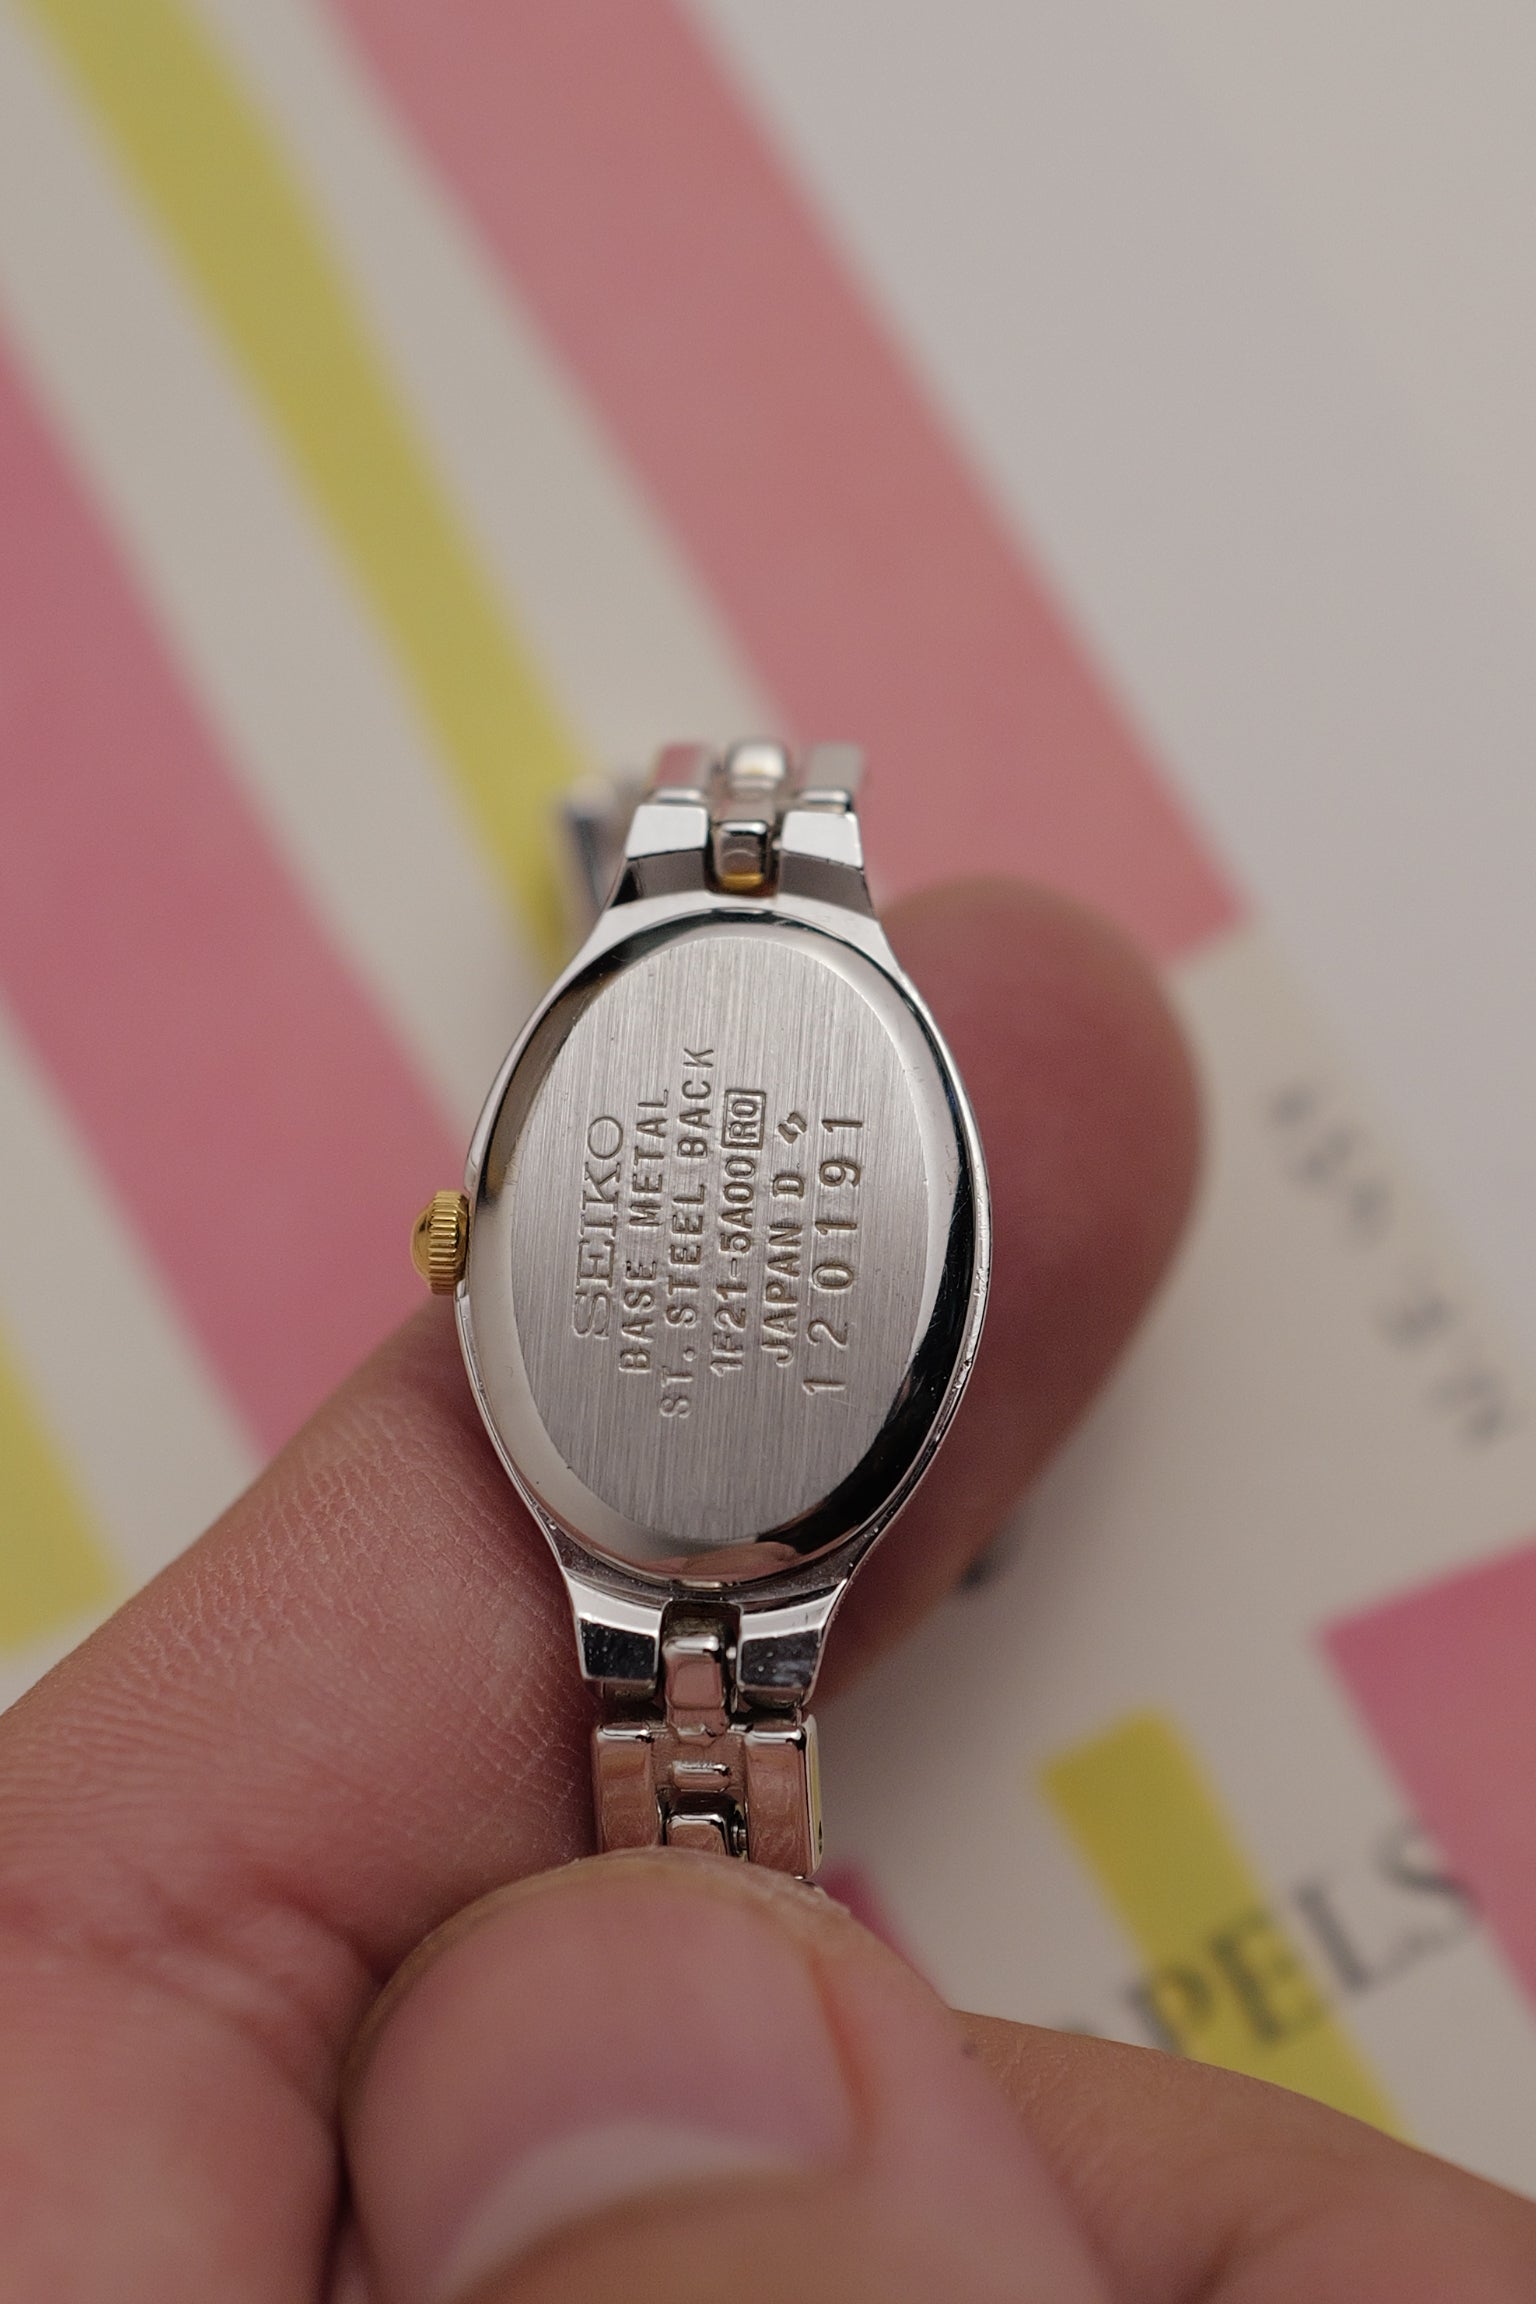 SEIKO
BASE METAL
ST. STEEL BACK
1F21-5A00 R0
JAPAN D
120191